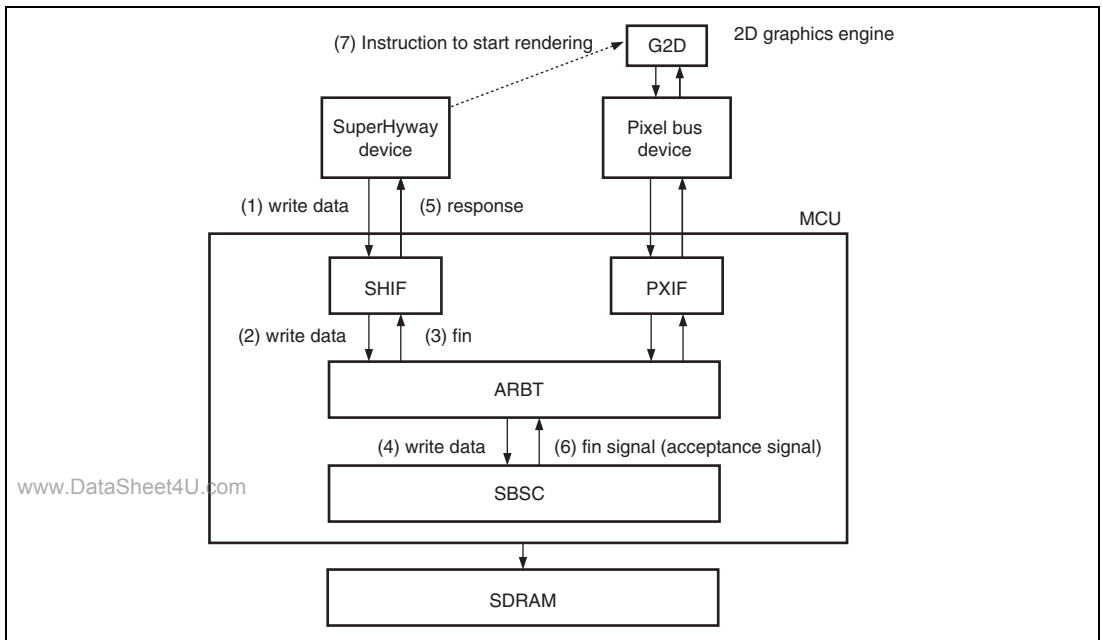 (7) Instruction to start rendering
G2D
2D graphics engine
SuperHyway
device
Pixel bus
device
(1) write data
(5) response
MCU
SHIF
PXIF
(2) write data
(3) fin
ARBT
(4) write data
(6) fin signal (acceptance signal)
www.DataSheet4U.com
SBSC
SDRAM